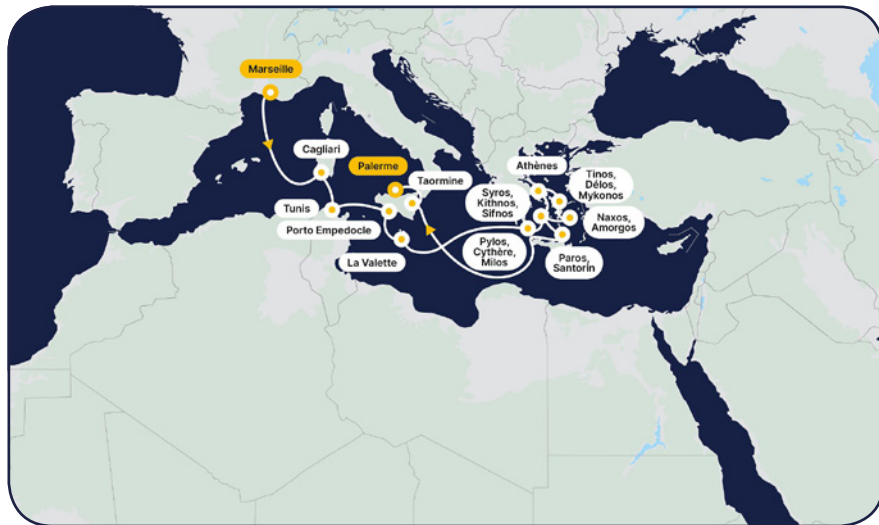 Marseille
Cagliari
Palerme
Athènes
Taormine
Tinos,
Délos,
Mykonos
Syros,
Kithnos,
Sifnos
Tunis
Naxos,
Amorgos
Porto Empedocle
Pylos,
Cythère,
Milos
La Valette
Paros,
Santorin